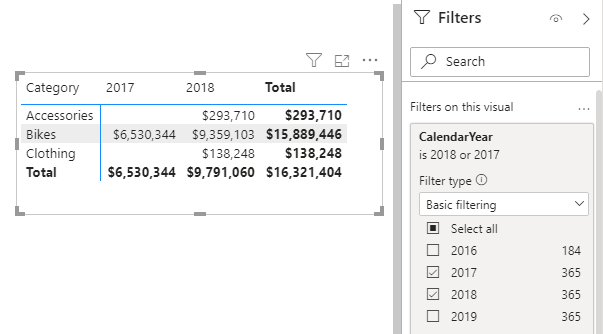 Category 2017 2018 Total
Accessories $293,710 $293,710
Bikes $6,530,344 $9,359,103 $15,889,446
Clothing $138,248 $138,248
Total $6,530,344 $9,791,060 $16,321,404
Filters
Search
Filters on this visual
CalendarYear
is 2018 or 2017
Filter type
Basic filtering
Select all
2016 184
2017 365
2018 365
2019 365